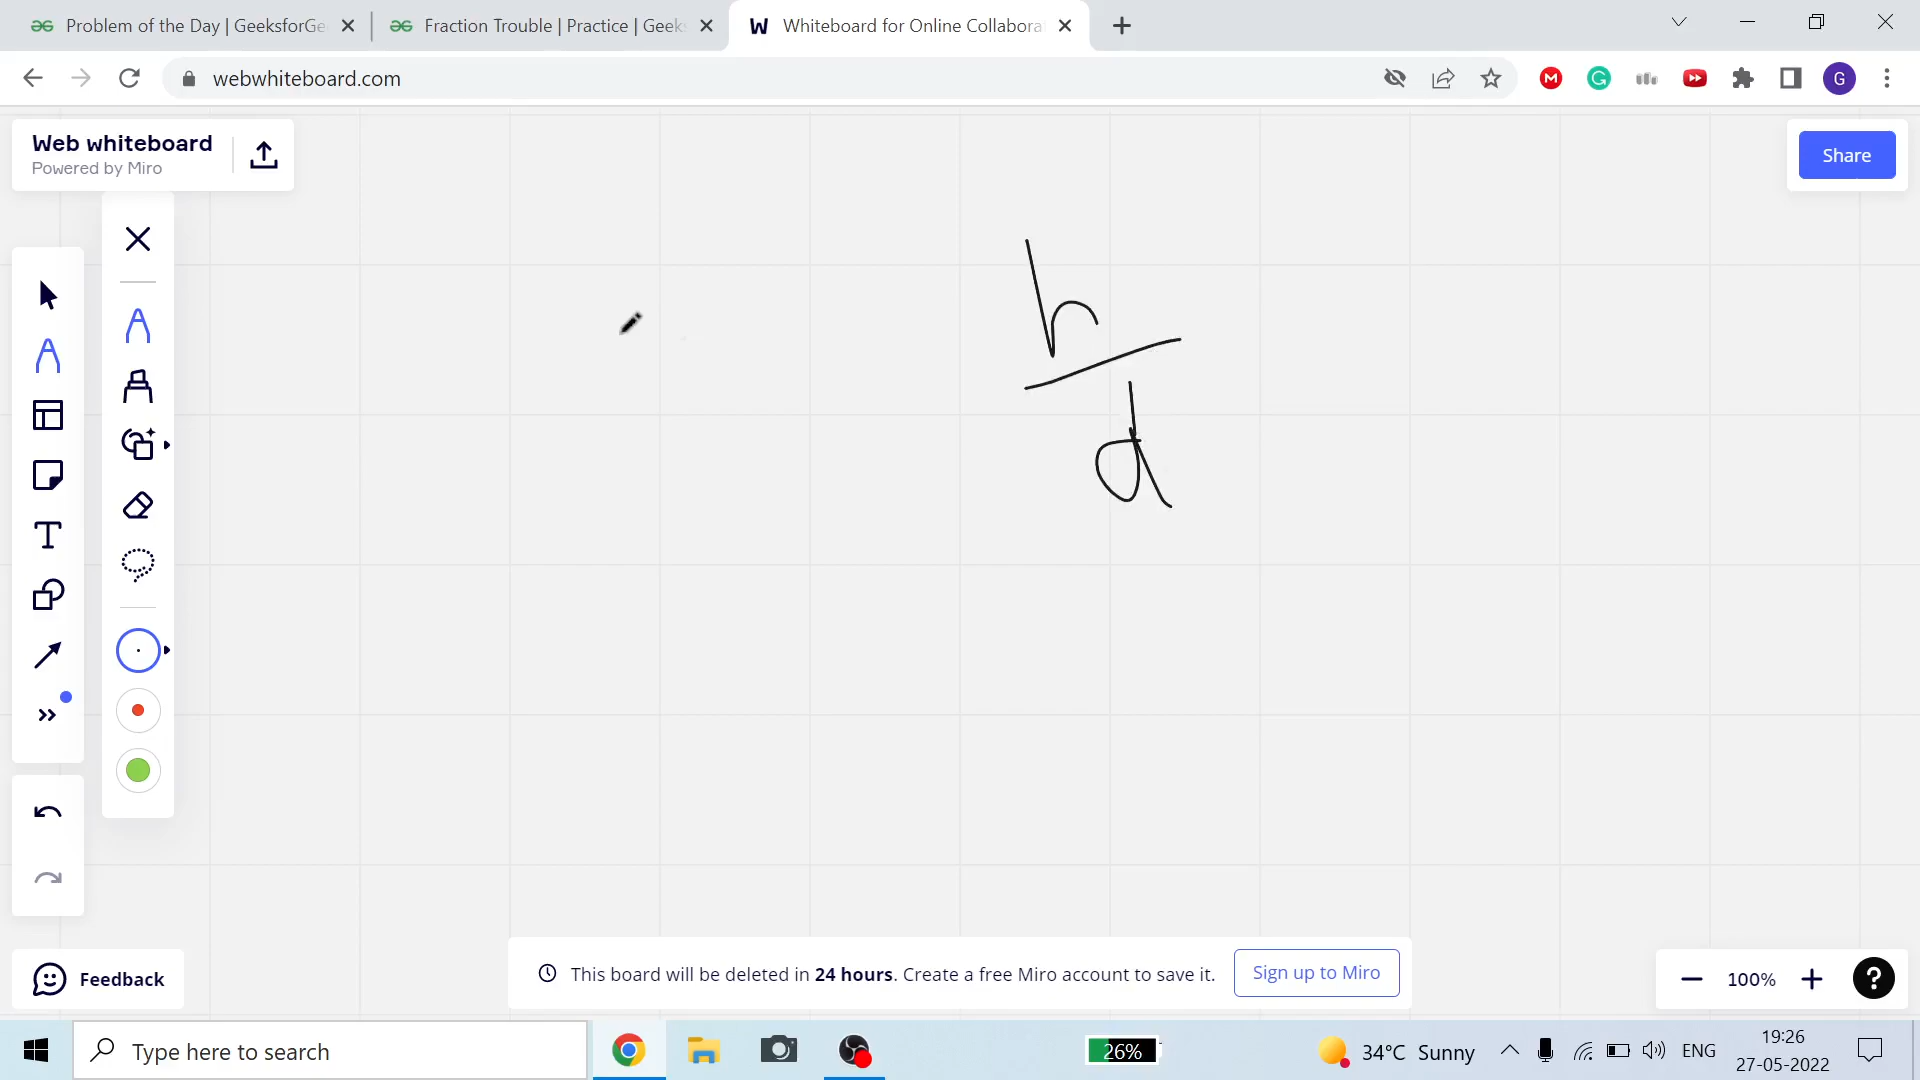 Problem of the Day | GeeksforGe
Fraction Trouble | Practice | Geeks
W Whiteboard for Online Collabora
webwhiteboard.com
M
G
Web whiteboard
Powered by Miro
Share
n
d
T
Feedback
This board will be deleted in 24 hours. Create a free Miro account to save it.
Sign up to Miro
100%
?
Type here to search
26%
34°C Sunny
ENG
19:26
27-05-2022